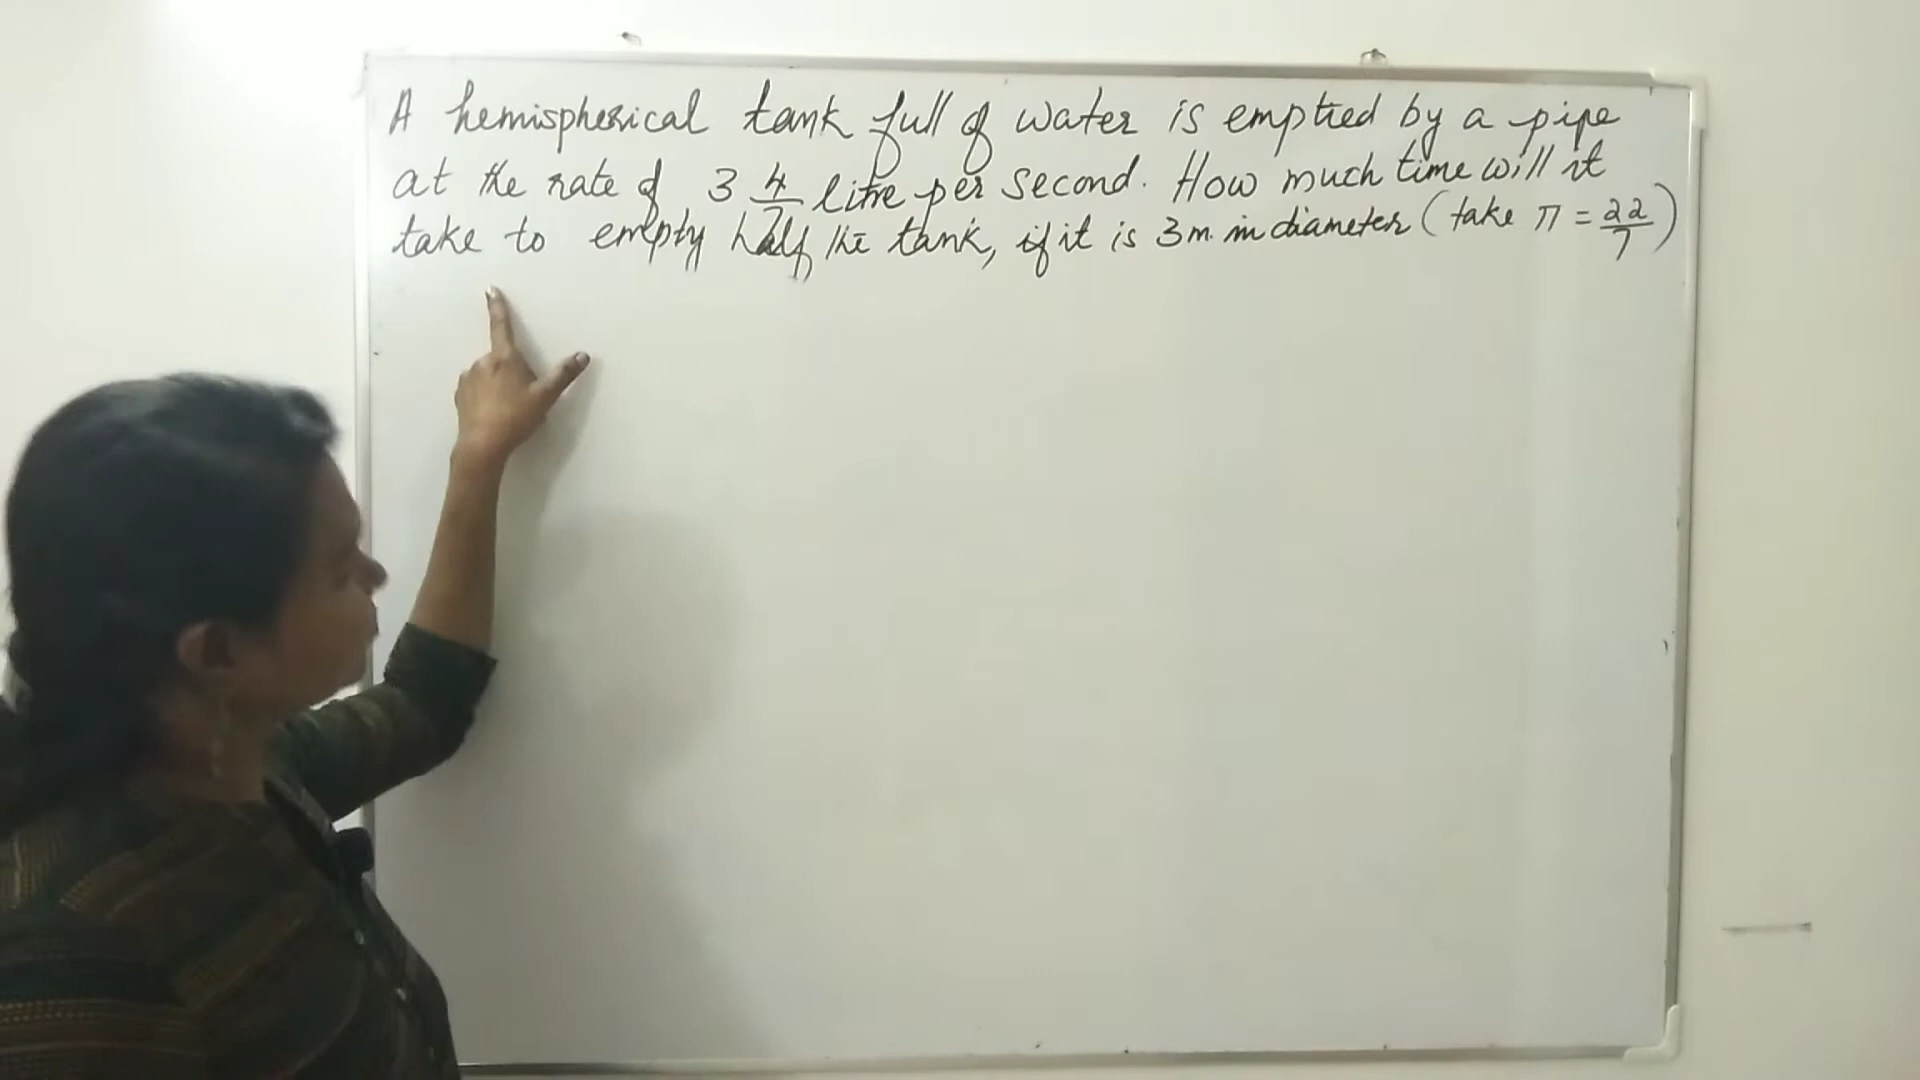 A hemispherical tank full of water is emptied by a pipe
at the rate of 3 4/7 litre per second. How much time will it
take to empty half the tank, if it is 3m. in diameter (take π = 22/7)